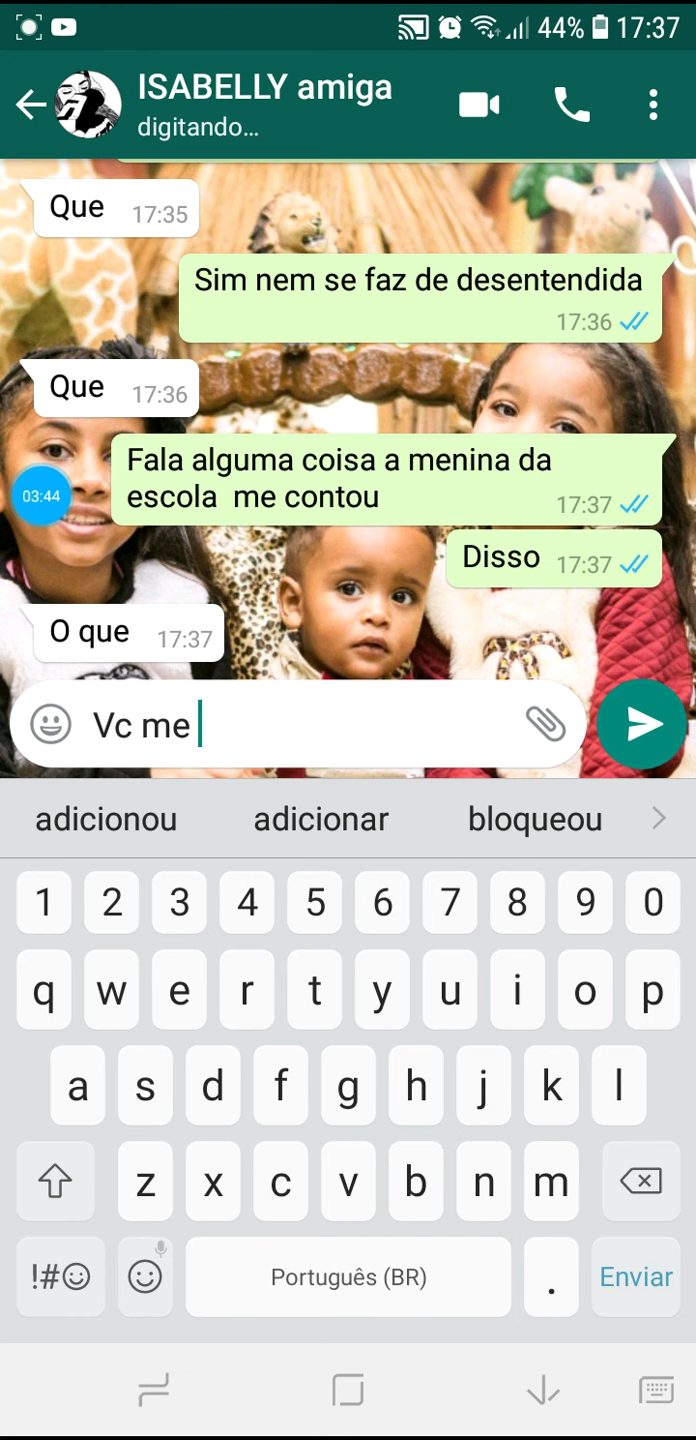 44% 17:37
ISABELLY amiga
digitando...
Que 17:35
Sim nem se faz de desentendida
17:36
Que 17:36
Fala alguma coisa a menina da
escola me contou 17:37
03:44
Disso 17:37
O que 17:37
Vc me
adicionou adicionar bloqueou
1 2 3 4 5 6 7 8 9 0
q w e r t y u i o p
a s d f g h j k l
z x c v b n m
!#☺ Português (BR) . Enviar